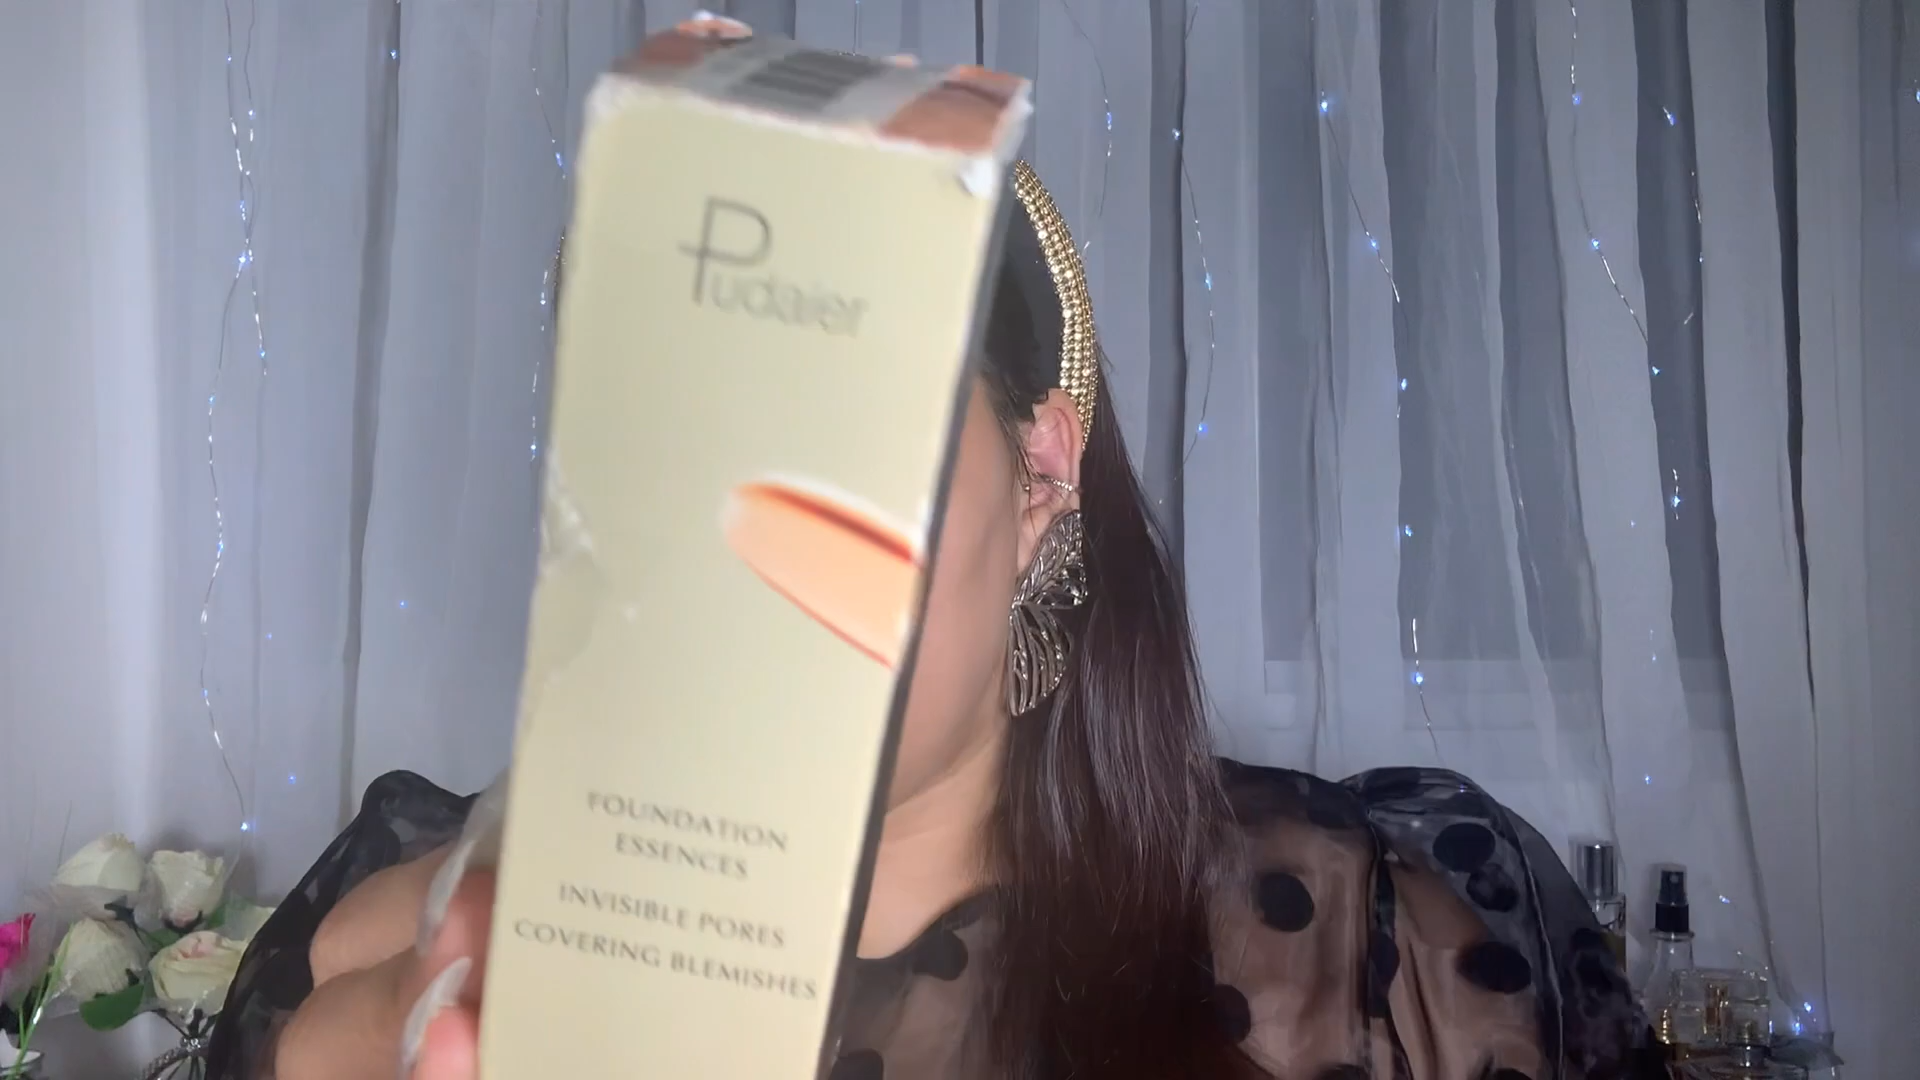 Pudaier
FOUNDATION
ESSENCES
INVISIBLE PORES
COVERING BLEMISHES